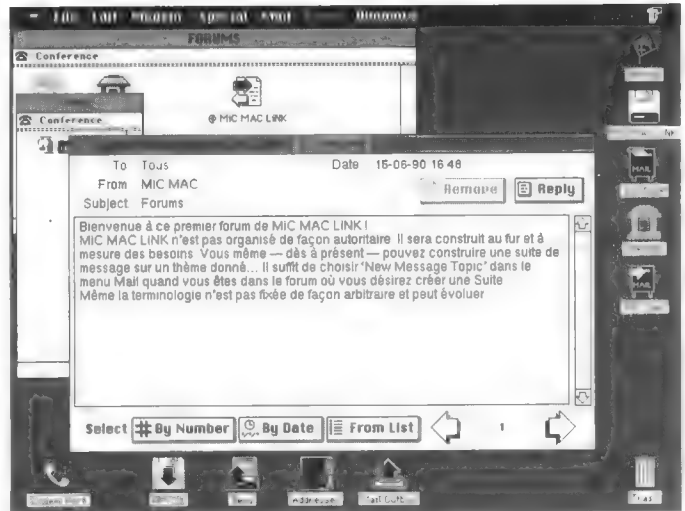 FORUMS
Conference
@ MIC MAC LINK
Conference
To Tous Date 15-06-90 16 48
From MIC MAC
Remove Reply
Subject Forums
Bienvenue à ce premier forum de MIC MAC LINK !
MIC MAC LINK n'est pas organisé de façon autoritaire Il sera construit au fur et à
mesure des besoins Vous même — dès à présent — pouvez construire une suite de
message sur un thème donné... Il suffit de choisir 'New Message Topic' dans le
menu Mail quand vous êtes dans le forum où vous désirez créer une Suite
Même la terminologie n'est pas fixée de façon arbitraire et peut évoluer
MAIL
MAIL
Select # By Number By Date From List 1